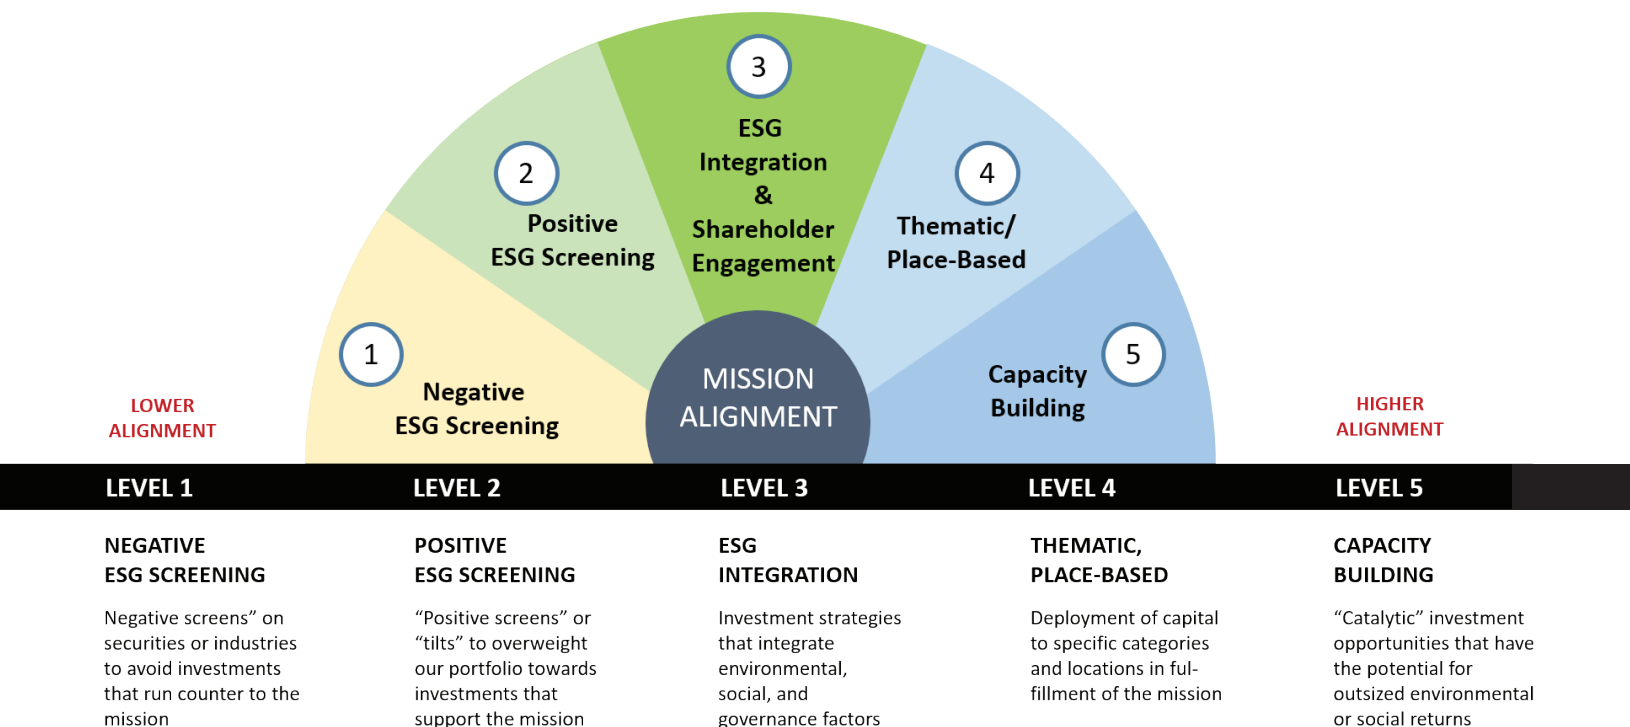 3
ESG
Integration
&
Shareholder
Engagement
2
Positive
ESG Screening
4
Thematic/
Place-Based
1
Negative
ESG Screening
MISSION
ALIGNMENT
Capacity
Building
5
LOWER
ALIGNMENT
HIGHER
ALIGNMENT
LEVEL 1
LEVEL 2
LEVEL 3
LEVEL 4
LEVEL 5
NEGATIVE
ESG SCREENING
Negative screens” on
securities or industries
to avoid investments
that run counter to the
mission
POSITIVE
ESG SCREENING
“Positive screens” or
“tilts” to overweight
our portfolio towards
investments that
support the mission
ESG
INTEGRATION
Investment strategies
that integrate
environmental,
social, and
governance factors
THEMATIC,
PLACE-BASED
Deployment of capital
to specific categories
and locations in ful-
fillment of the mission
CAPACITY
BUILDING
“Catalytic” investment
opportunities that have
the potential for
outsized environmental
or social returns